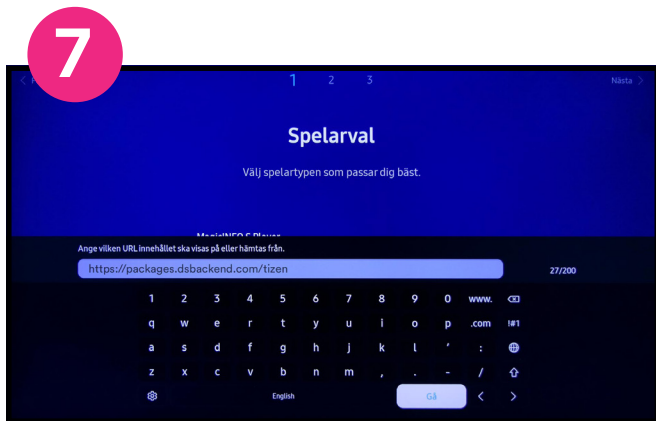 7
1 2 3
Nästa >
Spelarval
Välj spelartypen som passar dig bäst.
Ange vilken URL innehållet ska visas på eller hämtas från.
https://packages.dsbackend.com/tizen
27/200
1 2 3 4 5 6 7 8 9 0 www.
q w e r t y u i o p .com !#1
a s d f g h j k l ' :
z x c v b n m , . - /
English Gå < >